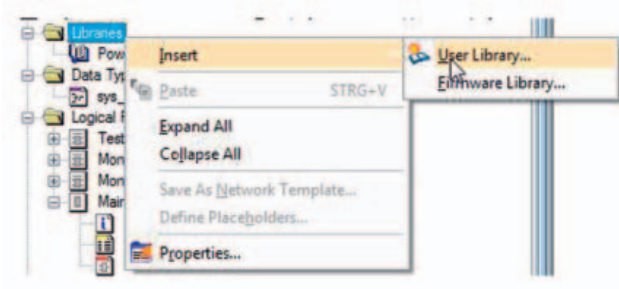 Libraries
Insert
User Library...
Pow
Firmware Library...
Data Typ
Paste STRG+V
sys_
Logical P
Expand All
Test
Collapse All
Mon
Mon
Save As Network Template...
Main
Define Placeholders...
Properties...